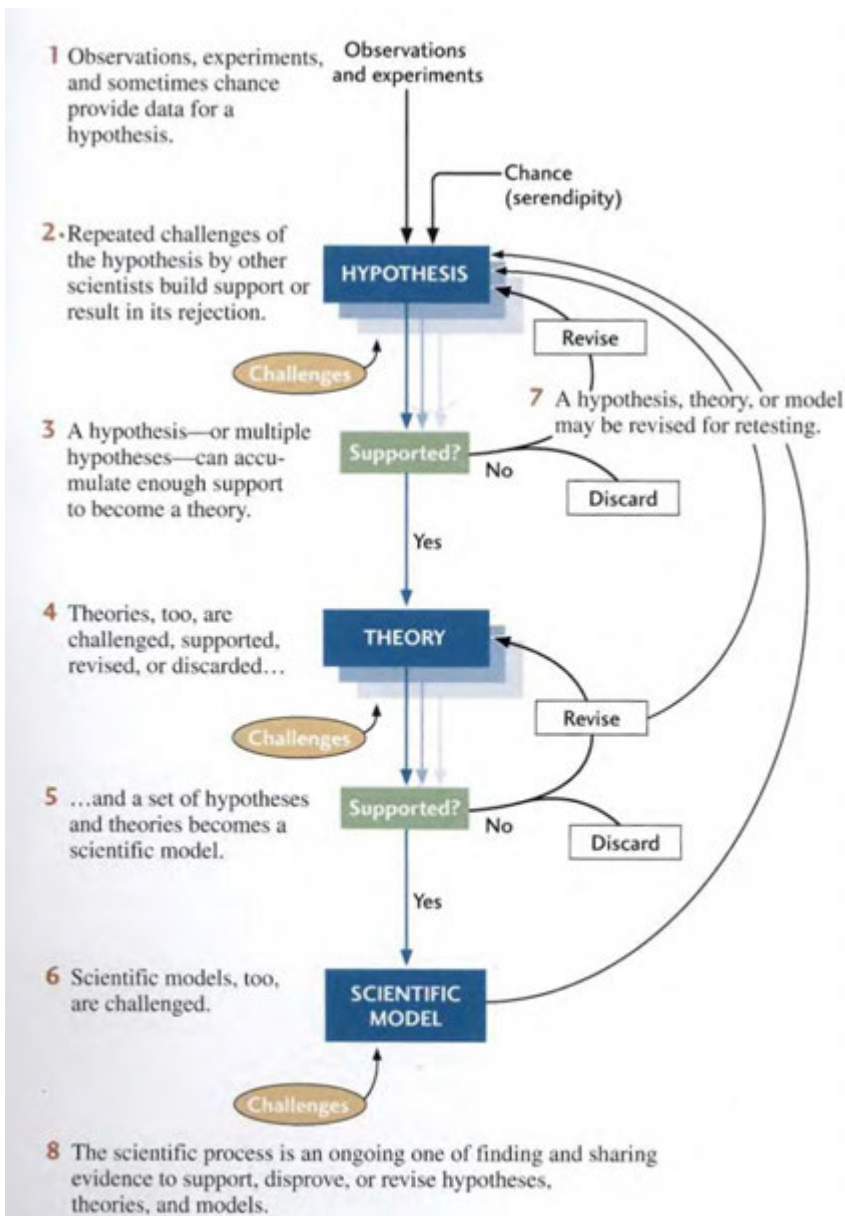 1 Observations, experiments,
and sometimes chance
provide data for a
hypothesis.
Observations
and experiments
Chance
(serendipity)
2 Repeated challenges of
the hypothesis by other
scientists build support or
result in its rejection.
HYPOTHESIS
Revise
Challenges
7 A hypothesis, theory, or model
may be revised for retesting.
3 A hypothesis—or multiple
hypotheses—can accu-
mulate enough support
to become a theory.
Supported?
No
Discard
Yes
4 Theories, too, are
challenged, supported,
revised, or discarded...
THEORY
Revise
Challenges
5 ...and a set of hypotheses
and theories becomes a
scientific model.
Supported?
No
Discard
Yes
6 Scientific models, too,
are challenged.
SCIENTIFIC
MODEL
Challenges
8 The scientific process is an ongoing one of finding and sharing
evidence to support, disprove, or revise hypotheses,
theories, and models.